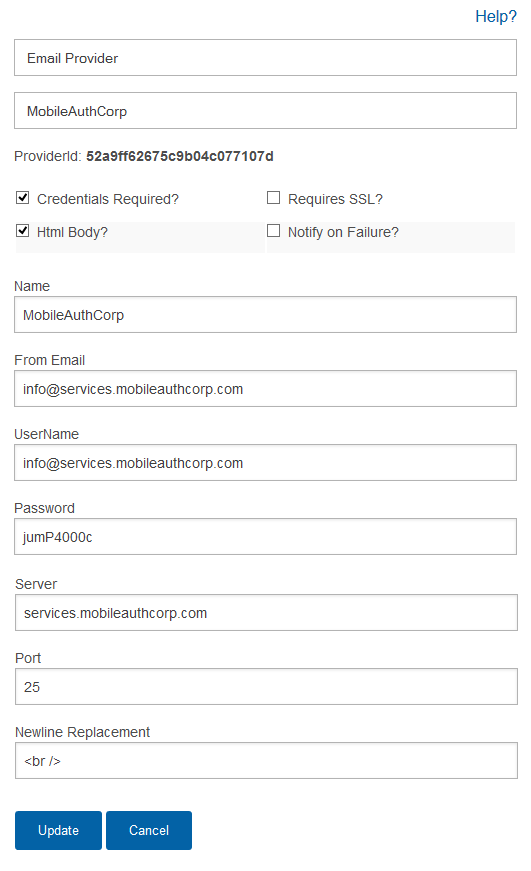 Help?
Email Provider
MobileAuthCorp
ProviderId: 52a9ff62675c9b04c077107d
Credentials Required? Requires SSL?
Html Body? Notify on Failure?
Name
MobileAuthCorp
From Email
info@services.mobileauthcorp.com
UserName
info@services.mobileauthcorp.com
Password
jumP4000c
Server
services.mobileauthcorp.com
Port
25
Newline Replacement
<br />
Update Cancel